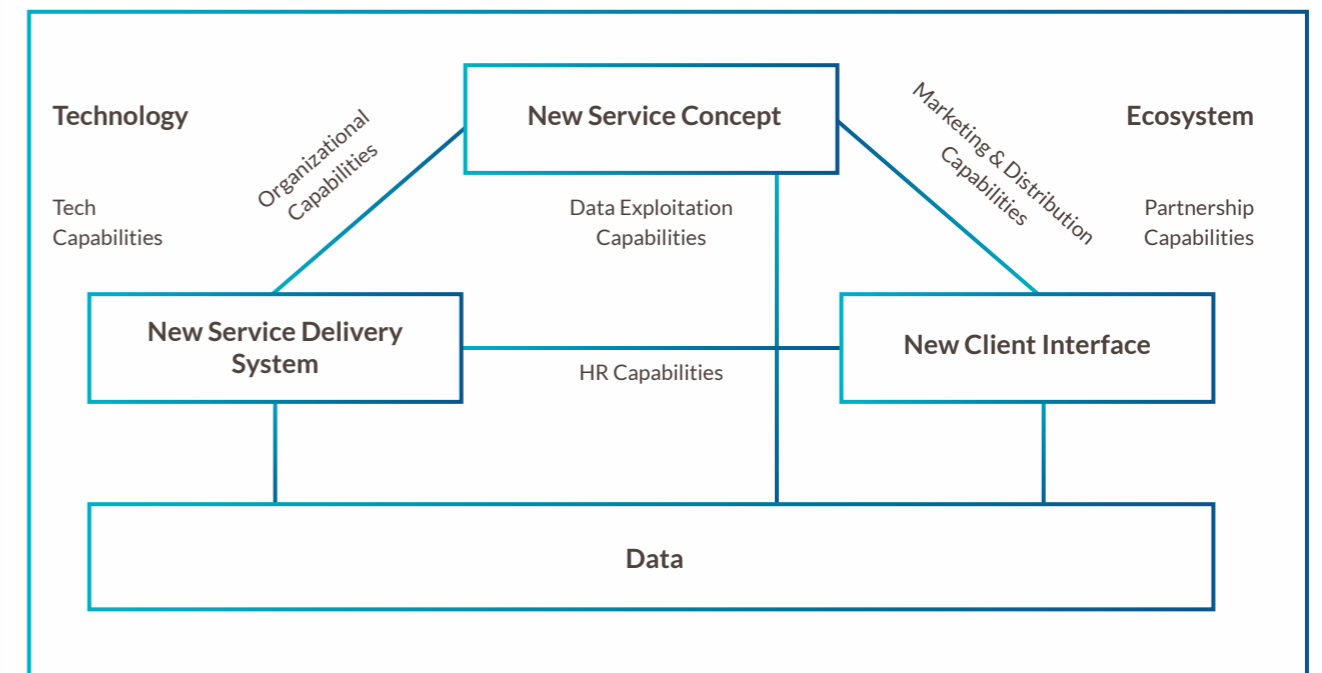 Technology
Organizational
Capabilities
New Service Concept
Marketing & Distribution
Capabilities
Ecosystem
Tech
Capabilities
Data Exploitation
Capabilities
Partnership
Capabilities
New Service Delivery
System
HR Capabilities
New Client Interface
Data